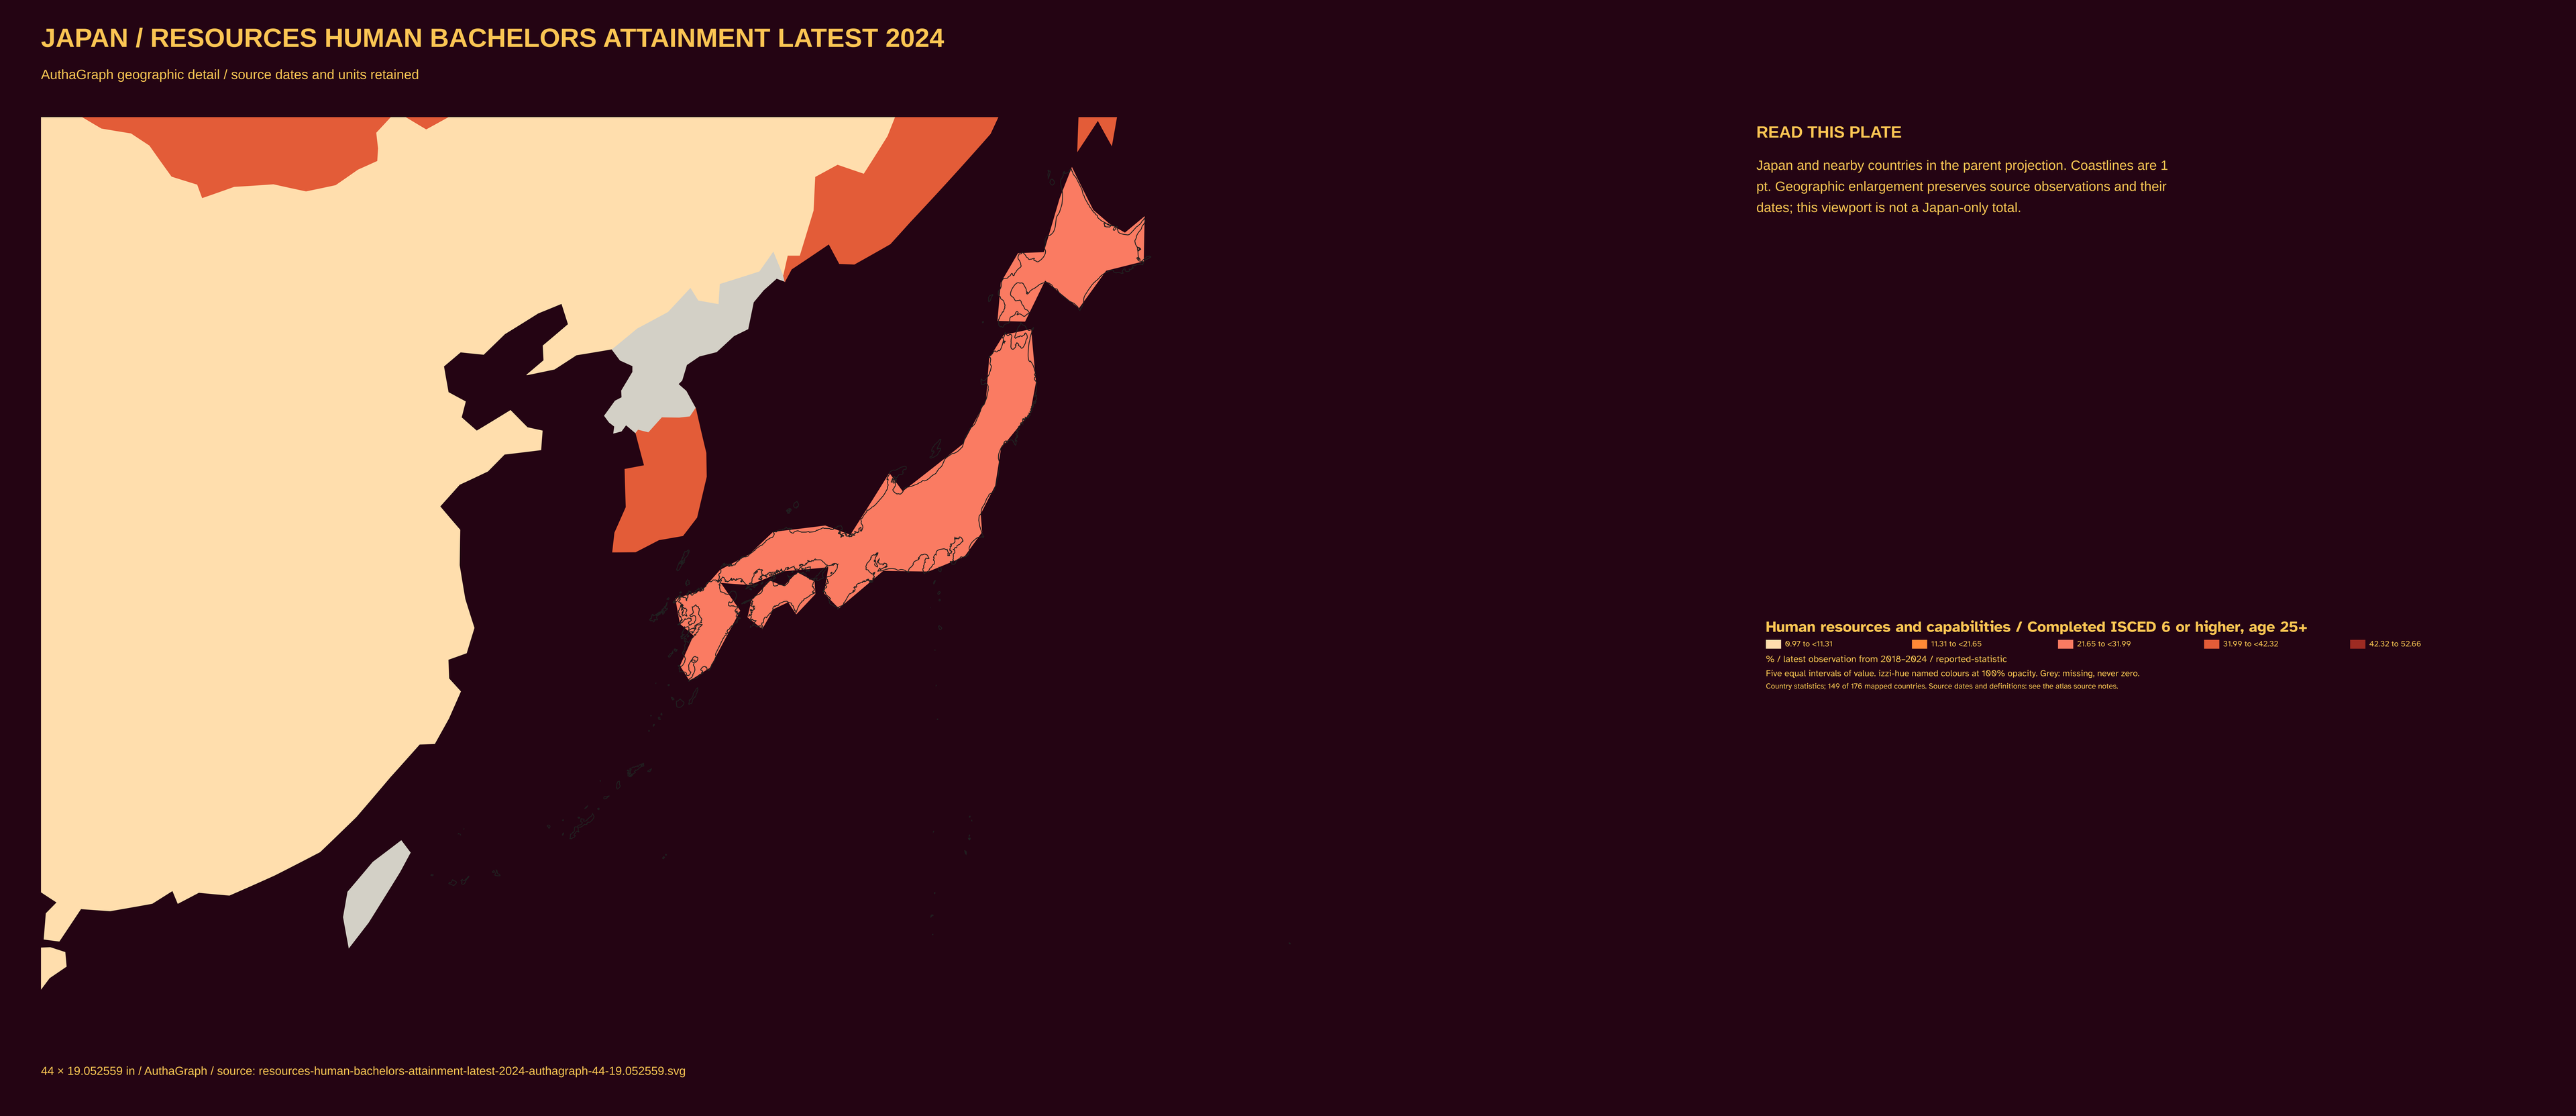 JAPAN / RESOURCES HUMAN BACHELORS ATTAINMENT LATEST 2024
AuthaGraph geographic detail / source dates and units retained
READ THIS PLATE
Japan and nearby countries in the parent projection. Coastlines are 1
pt. Geographic enlargement preserves source observations and their
dates; this viewport is not a Japan-only total.
Human resources and capabilities / Completed ISCED 6 or higher, age 25+
0.97 to <11.31
11.31 to <21.65
21.65 to <31.99
31.99 to <42.32
42.32 to 52.66
% / latest observation from 2018–2024 / reported-statistic
Five equal intervals of value. izzi-hue named colours at 100% opacity. Grey: missing, never zero.
Country statistics; 149 of 176 mapped countries. Source dates and definitions: see the atlas source notes.
44 × 19.052559 in / AuthaGraph / source: resources-human-bachelors-attainment-latest-2024-authagraph-44-19.052559.svg